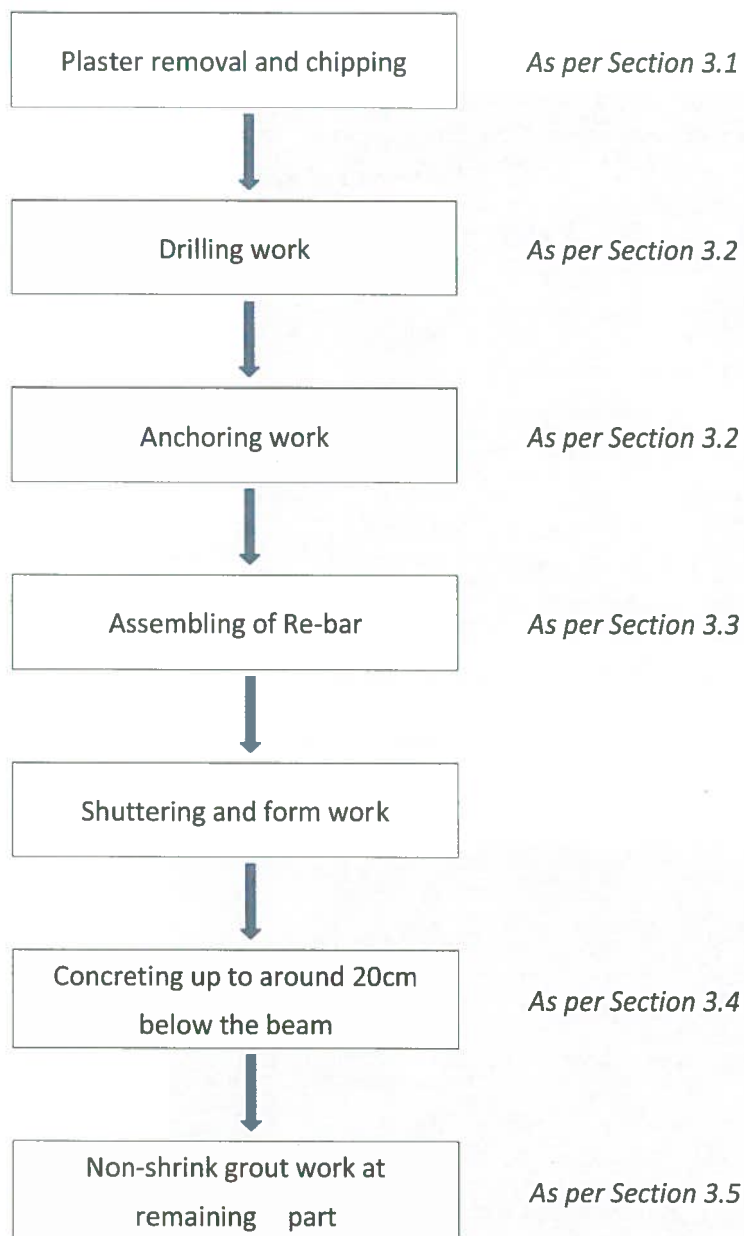 Plaster removal and chipping
As per Section 3.1
Drilling work
As per Section 3.2
Anchoring work
As per Section 3.2
Assembling of Re-bar
As per Section 3.3
Shuttering and form work
Concreting up to around 20cm
below the beam
As per Section 3.4
Non-shrink grout work at
remaining part
As per Section 3.5